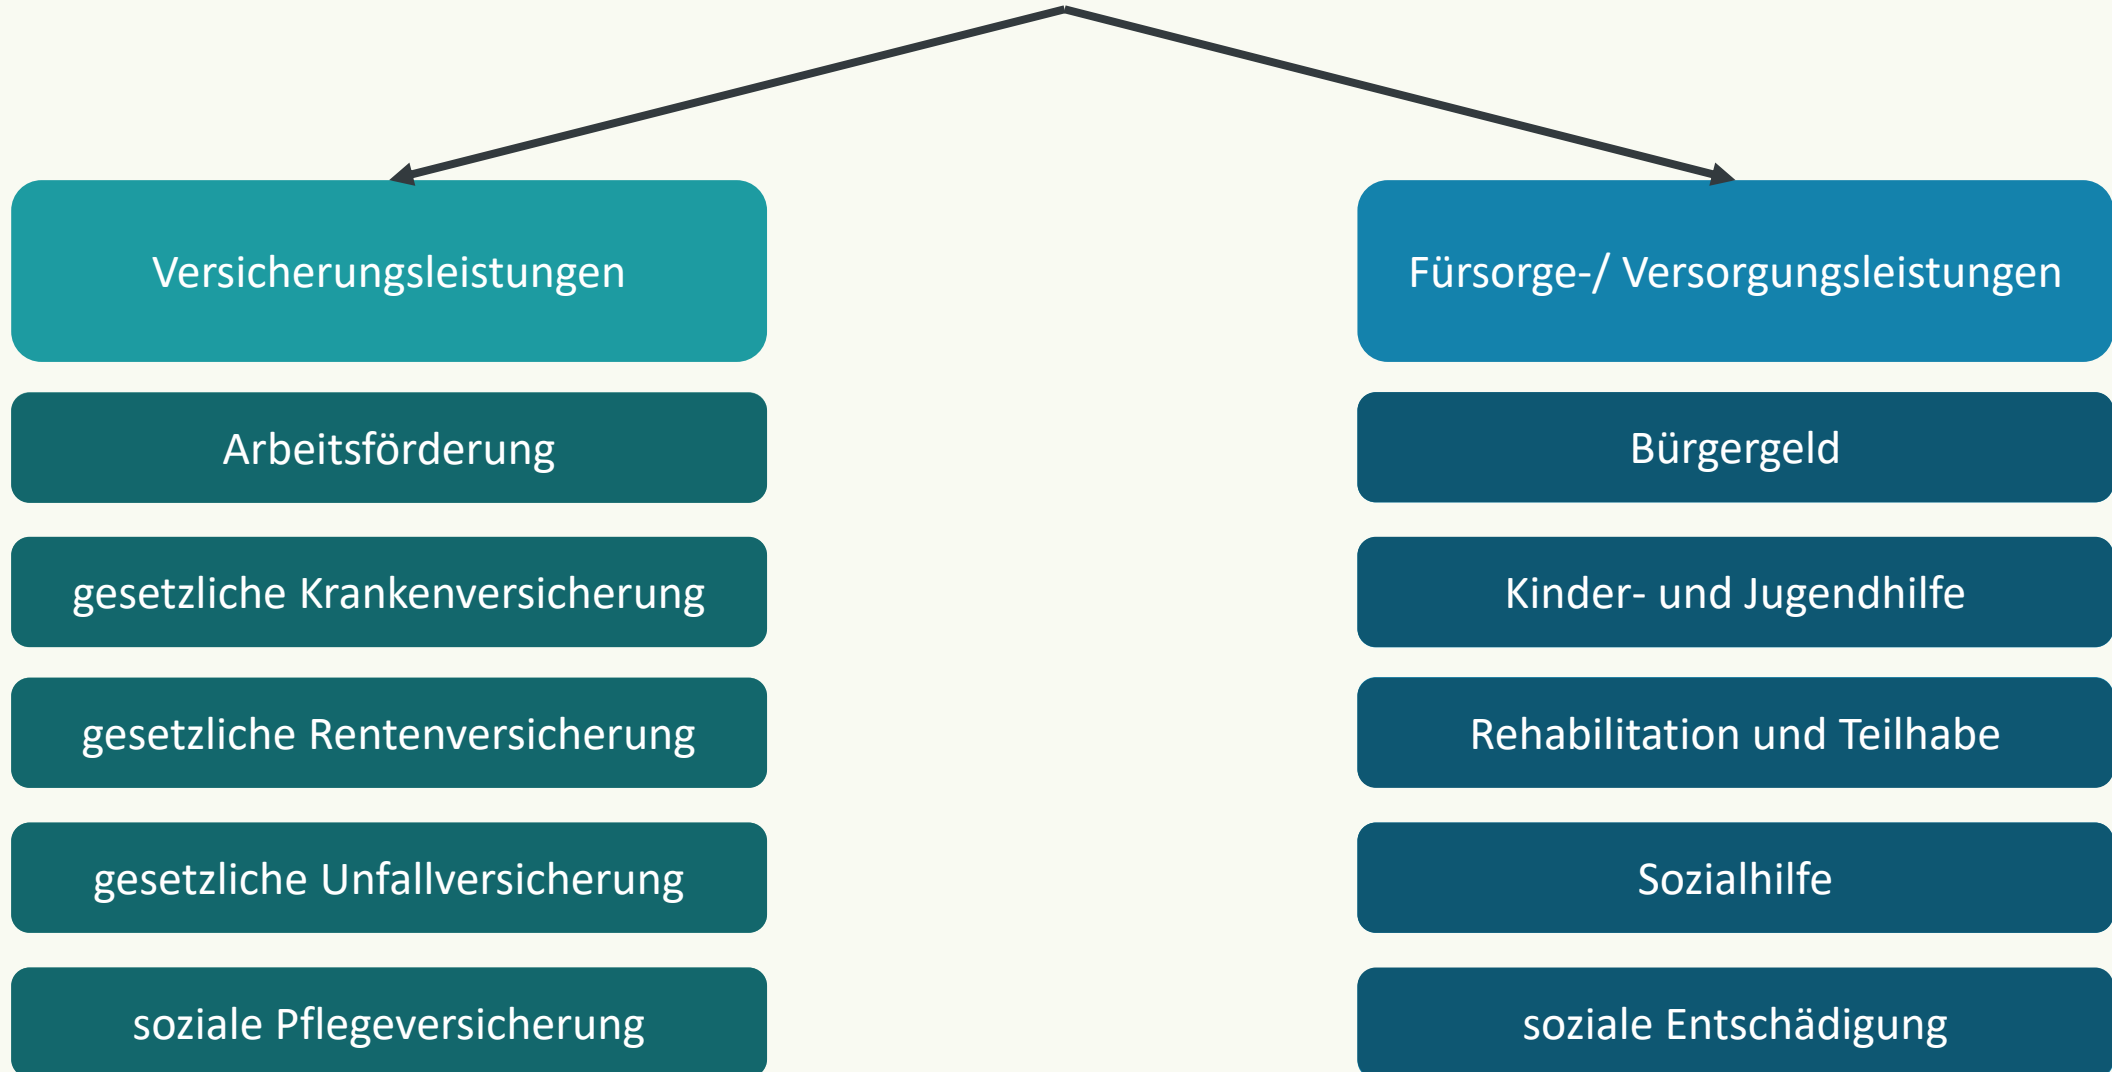 Versicherungsleistungen
Arbeitsförderung
gesetzliche Krankenversicherung
gesetzliche Rentenversicherung
gesetzliche Unfallversicherung
soziale Pflegeversicherung
Fürsorge-/ Versorgungsleistungen
Bürgergeld
Kinder- und Jugendhilfe
Rehabilitation und Teilhabe
Sozialhilfe
soziale Entschädigung